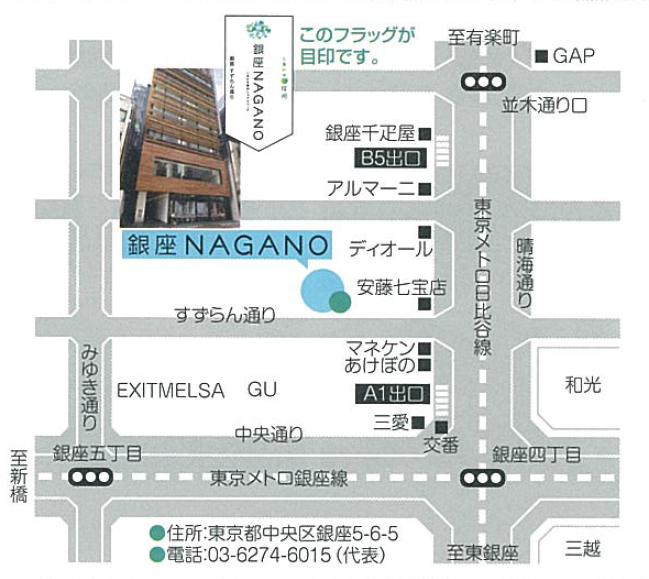 このフラッグが
目印です。
至有楽町
GAP
並木通り口
銀座NAGANO
銀座すずらん通り
銀座千疋屋
B5出口
アルマーニ
銀座NAGANO
ディオール
安藤七宝店
東京メトロ日比谷線
晴海通り
すずらん通り
みゆき通り
マネケン
あけぼの
EXITMELSA GU
A1出口
和光
三愛
交番
中央通り
至新橋
銀座五丁目
銀座四丁目
東京メトロ銀座線
住所:東京都中央区銀座5-6-5
電話:03-6274-6015(代表)
至東銀座
三越